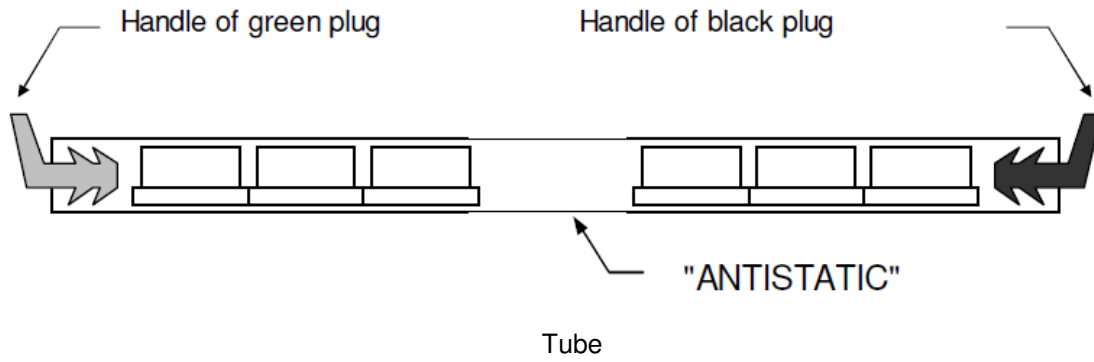 Handle of green plug
Handle of black plug
"ANTISTATIC"
Tube